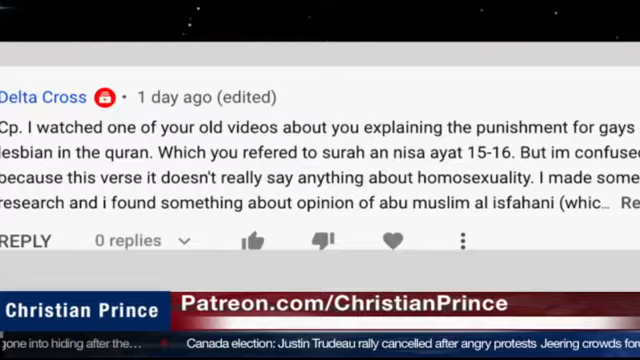 Delta Cross • 1 day ago (edited)
Cp. I watched one of your old videos about you explaining the punishment for gays
lesbian in the quran. Which you refered to surah an nisa ayat 15-16. But im confused
because this verse it doesn't really say anything about homosexuality. I made some
research and i found something about opinion of abu muslim al isfahani (whic... Re
REPLY 0 replies
Christian Prince
Patreon.com/ChristianPrince
gone into hiding after the... Canada election: Justin Trudeau rally cancelled after angry protests Jeering crowds for